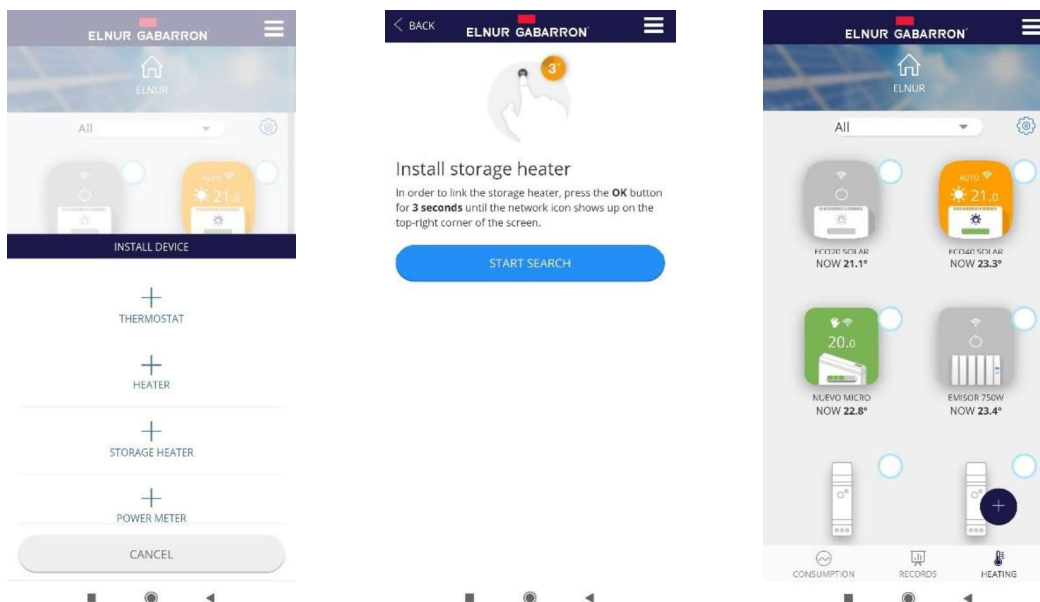 ELNUR GABARRON
ELNUR
All
AUTO
21.0
INSTALL DEVICE
THERMOSTAT
HEATER
STORAGE HEATER
POWER METER
CANCEL
BACK
ELNUR GABARRON
3"
Install storage heater
In order to link the storage heater, press the OK button
for 3 seconds until the network icon shows up on the
top-right corner of the screen.
START SEARCH
ELNUR GABARRON
ELNUR
All
AUTO
21.0
ECO20 SOLAR
NOW 21.1°
ECO40 SOLAR
NOW 23.3°
20.0
NUEVO MICRO
NOW 22.8°
EMISOR 750W
NOW 23.4°
CONSUMPTION
RECORDS
HEATING